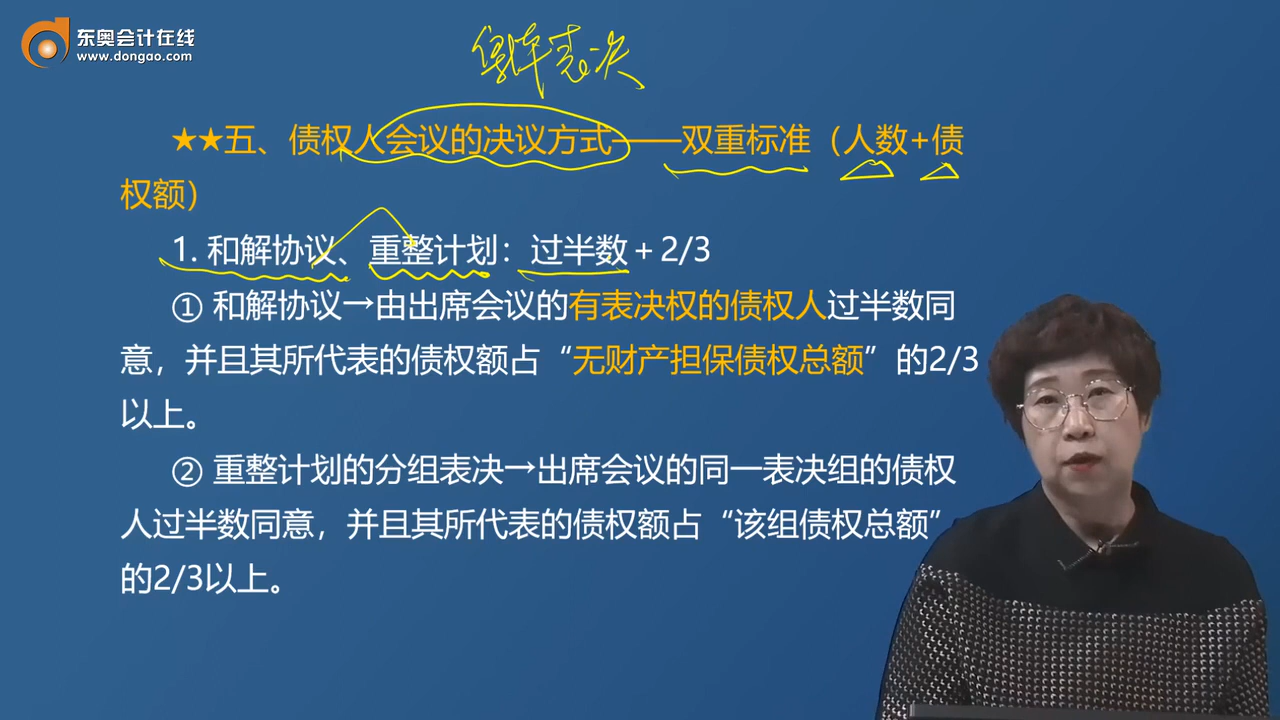 东奥会计在线
www.dongao.com
表决
★★五、债权人会议的决议方式——双重标准（人数+债
权额）
1. 和解协议、重整计划：过半数＋2/3
① 和解协议→由出席会议的有表决权的债权人过半数同
意，并且其所代表的债权额占“无财产担保债权总额”的2/3
以上。
② 重整计划的分组表决→出席会议的同一表决组的债权
人过半数同意，并且其所代表的债权额占“该组债权总额”
的2/3以上。